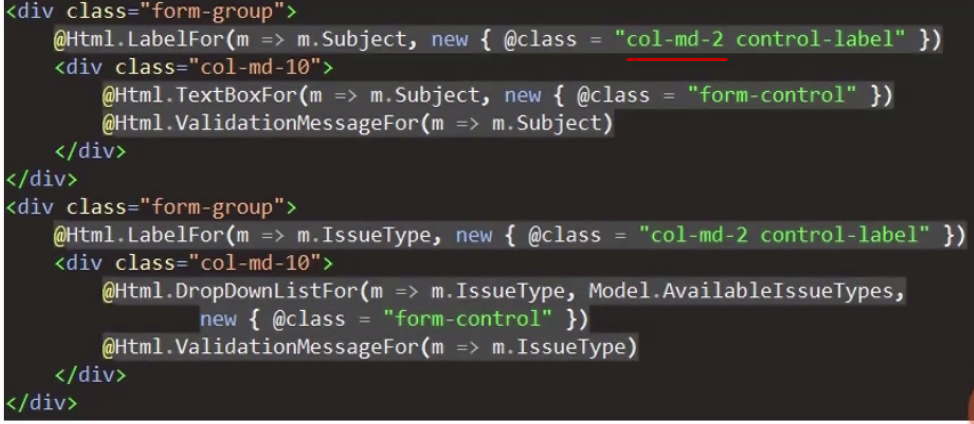 <div class="form-group">
    @Html.LabelFor(m => m.Subject, new { @class = "col-md-2 control-label" })
    <div class="col-md-10">
        @Html.TextBoxFor(m => m.Subject, new { @class = "form-control" })
        @Html.ValidationMessageFor(m => m.Subject)
    </div>
</div>
<div class="form-group">
    @Html.LabelFor(m => m.IssueType, new { @class = "col-md-2 control-label" })
    <div class="col-md-10">
        @Html.DropDownListFor(m => m.IssueType, Model.AvailableIssueTypes,
                new { @class = "form-control" })
        @Html.ValidationMessageFor(m => m.IssueType)
    </div>
</div>